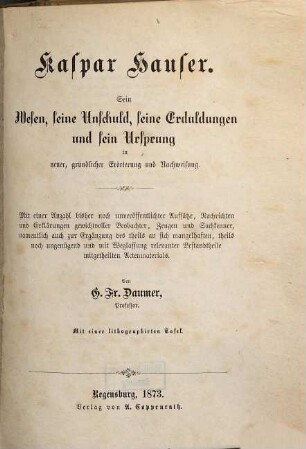 Kaspar Hauser.
Sein
Wesen, seine Unschuld, seine Erduldungen
und sein Ursprung
in
neuer, gründlicher Erörterung und Nachweisung.
Mit einer Anzahl bisher noch unveröffentlichter Aufsätze, Nachrichten
und Erklärungen gewichtvoller Beobachter, Zeugen und Sachkenner,
namentlich auch zur Ergänzung des theils an sich mangelhaften, theils
noch ungenügend und mit Weglassung relevanter Bestandtheile
mitgetheilten Actenmaterials.
Von
G. Fr. Daumer,
Professor.
Mit einer lithographirten Tafel.
Regensburg, 1873.
Verlag von A. Coppenrath.